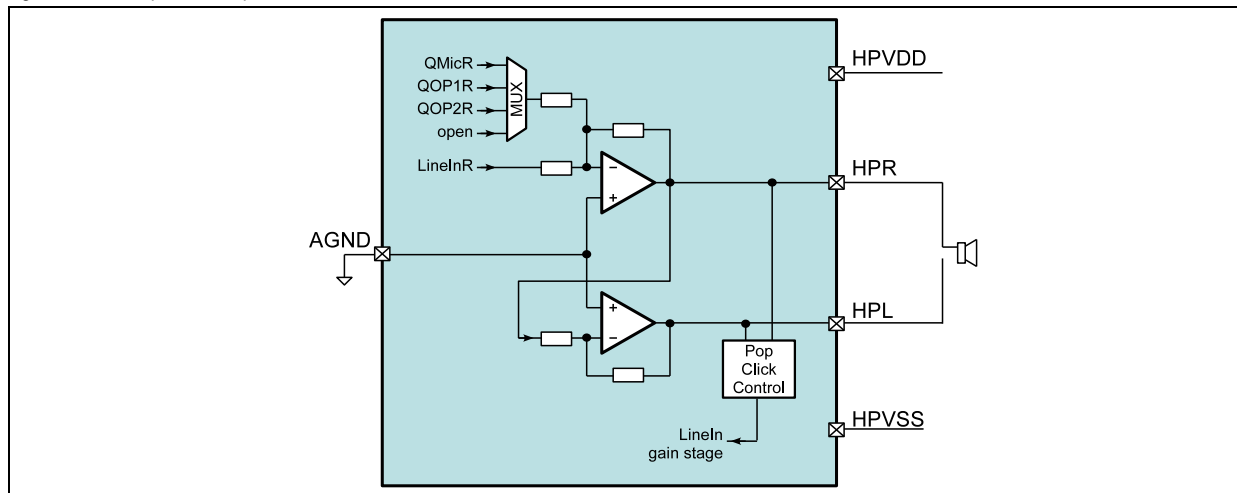 QMicR
QOP1R
QOP2R
open
MUX
LineInR
−
+
AGND
+
−
Pop
Click
Control
LineIn
gain stage
HPVDD
HPR
HPL
HPVSS